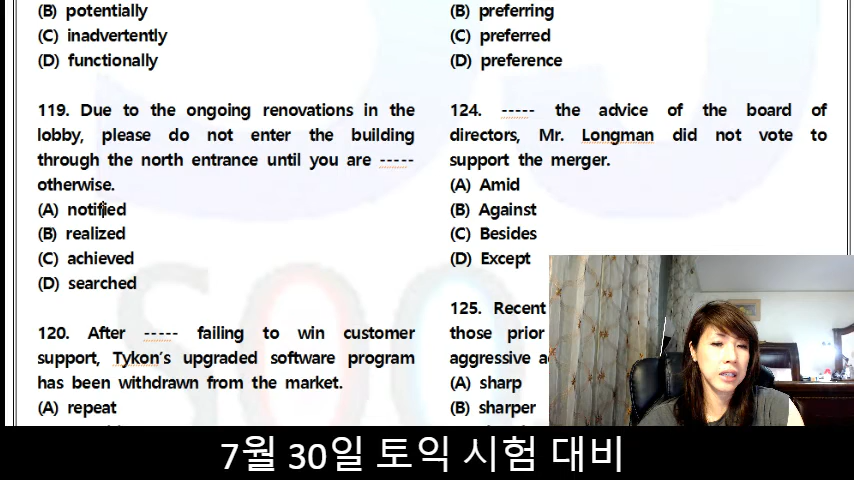 (B) potentially
(C) inadvertently
(D) functionally
119. Due to the ongoing renovations in the
lobby, please do not enter the building
through the north entrance until you are -----
otherwise.
(A) notified
(B) realized
(C) achieved
(D) searched
120. After ----- failing to win customer
support, Tykon's upgraded software program
has been withdrawn from the market.
(A) repeat
(B) preferring
(C) preferred
(D) preference
124. ----- the advice of the board of
directors, Mr. Longman did not vote to
support the merger.
(A) Amid
(B) Against
(C) Besides
(D) Except
125. Recent
those prior
aggressive
(A) sharp
(B) sharper
7월 30일 토익 시험 대비